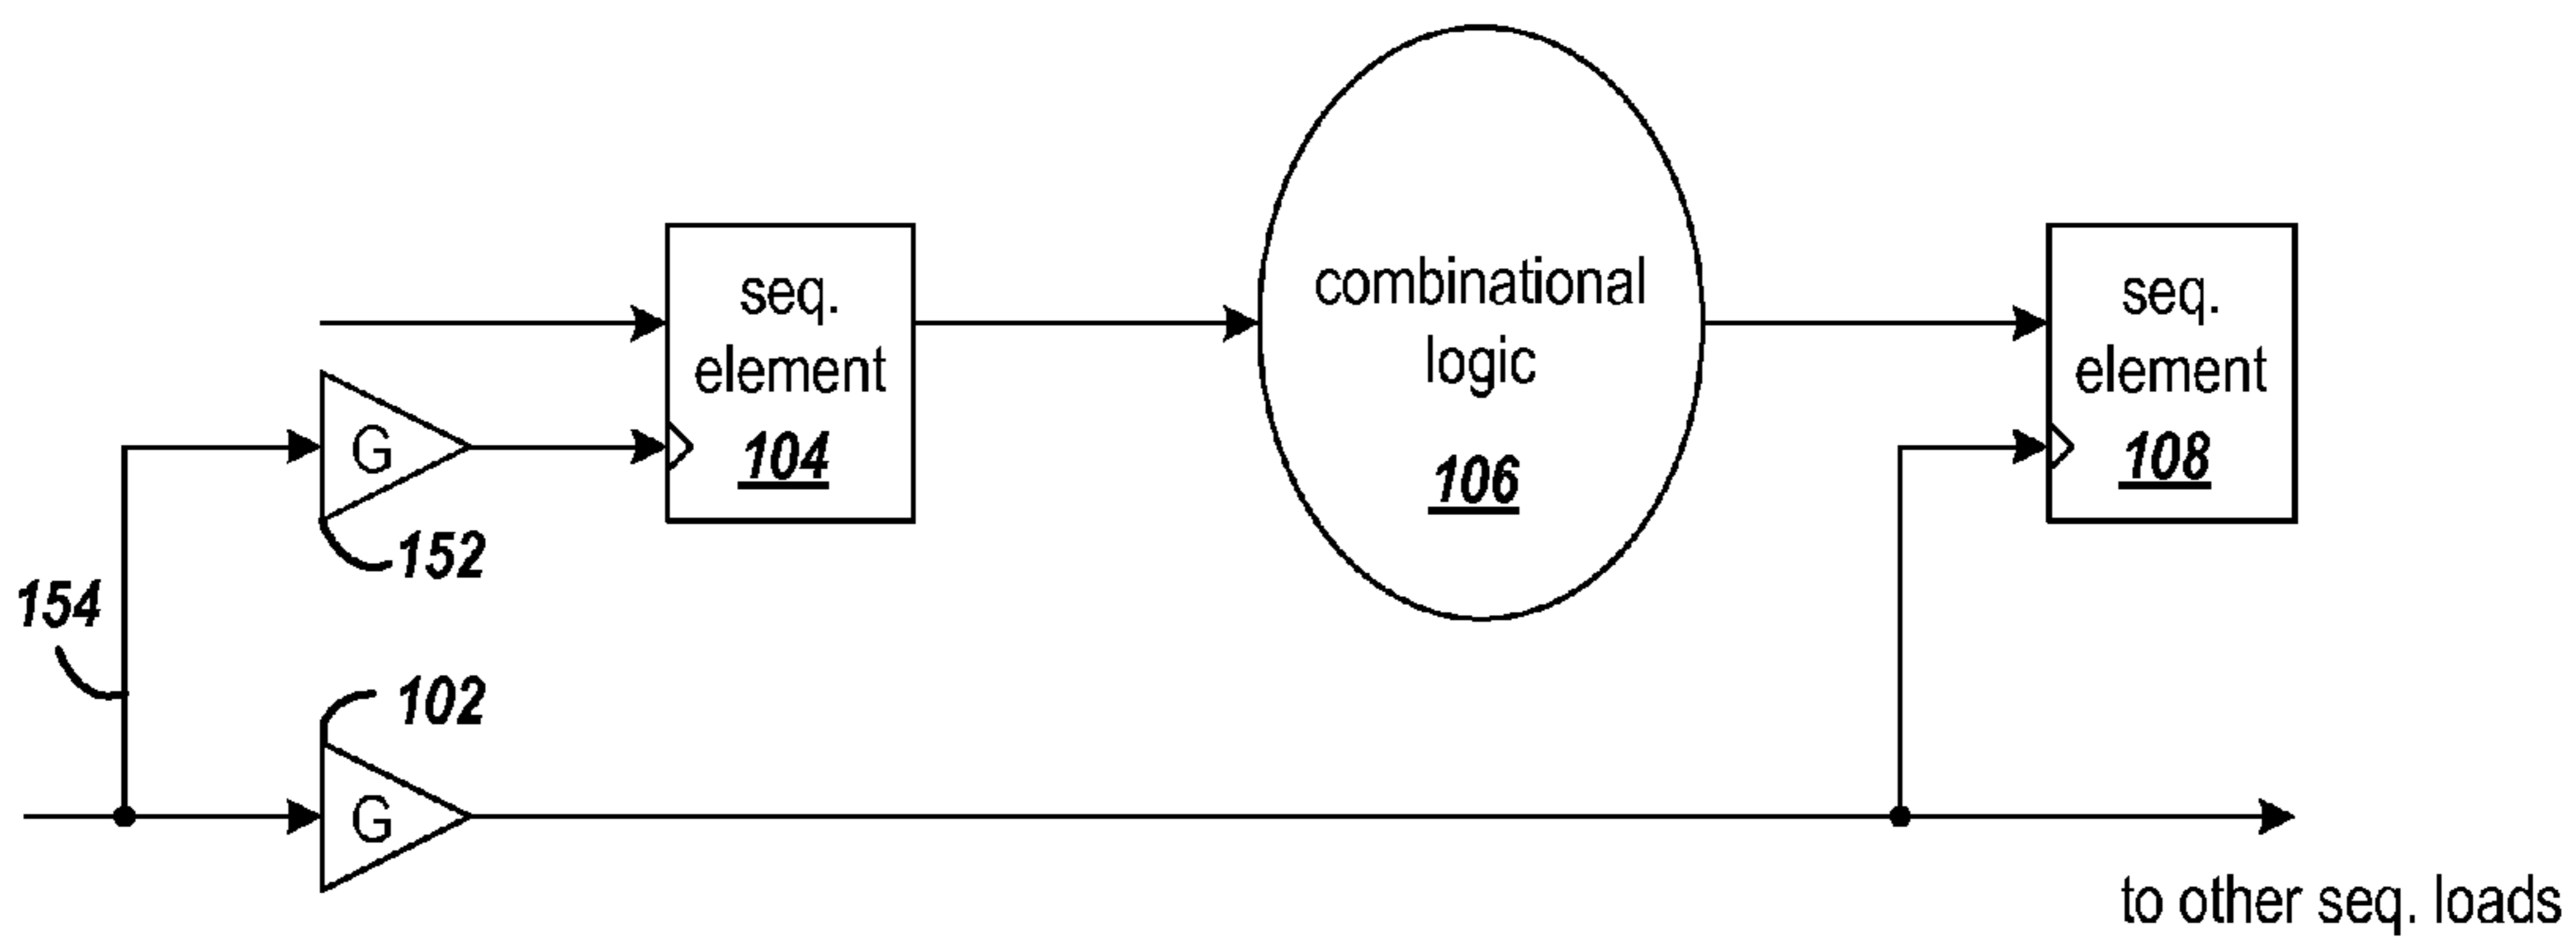 seq.
element
104
combinational
logic
106
seq.
element
108
G
152
154
102
G
to other seq. loads